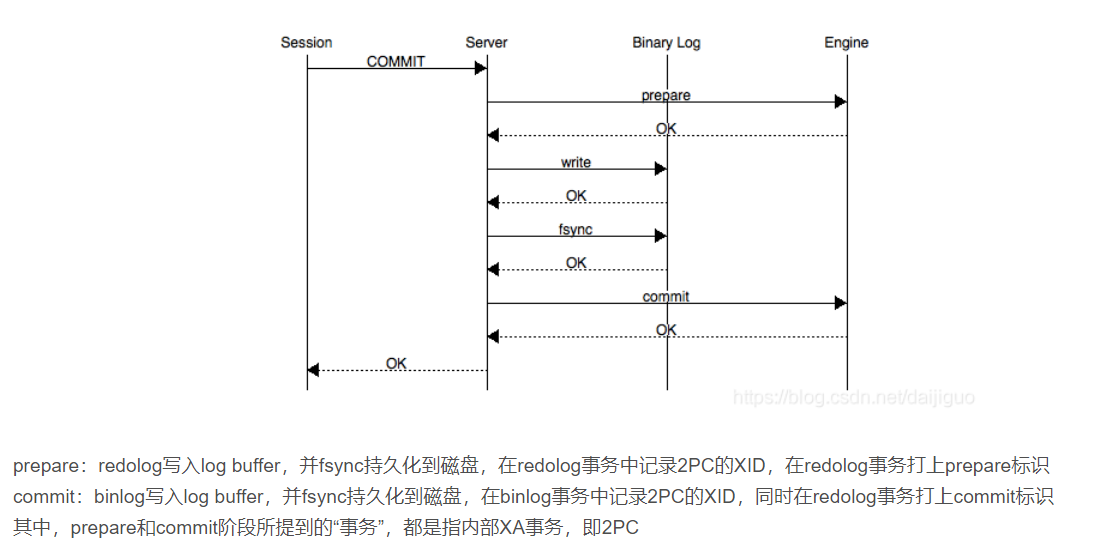 Session Server Binary Log Engine
COMMIT
prepare
OK
write
OK
fsync
OK
commit
OK
OK
https://blog.csdn.net/daijiguo
prepare：redolog写入log buffer，并fsync持久化到磁盘，在redolog事务中记录2PC的XID，在redolog事务打上prepare标识
commit：binlog写入log buffer，并fsync持久化到磁盘，在binlog事务中记录2PC的XID，同时在redolog事务打上commit标识
其中，prepare和commit阶段所提到的“事务”，都是指内部XA事务，即2PC